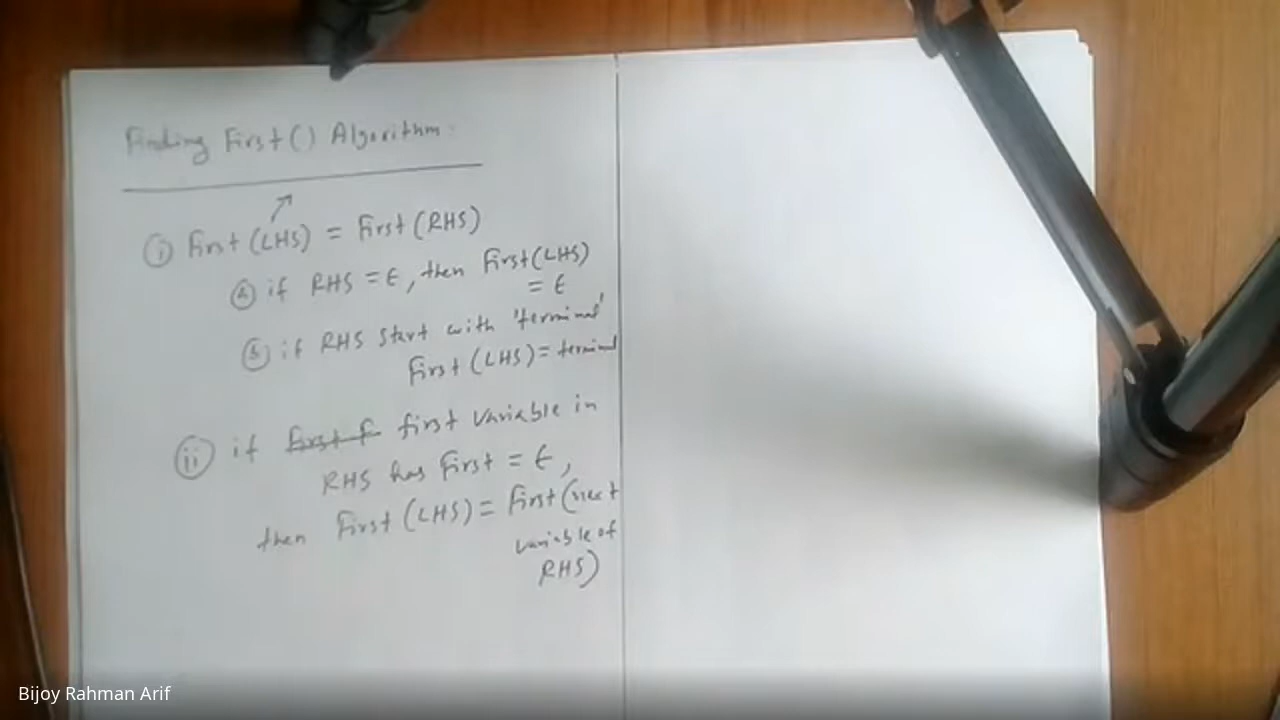 Finding First() Algorithm:
(i) First (LHS) = First (RHS)
(a) if RHS = ε, then First(LHS)
= ε
(b) if RHS start with 'terminal'
First (LHS) = terminal
(ii) if First F first variable in
RHS has First = ε,
then First (LHS) = First (next
variable of
RHS)
Bijoy Rahman Arif